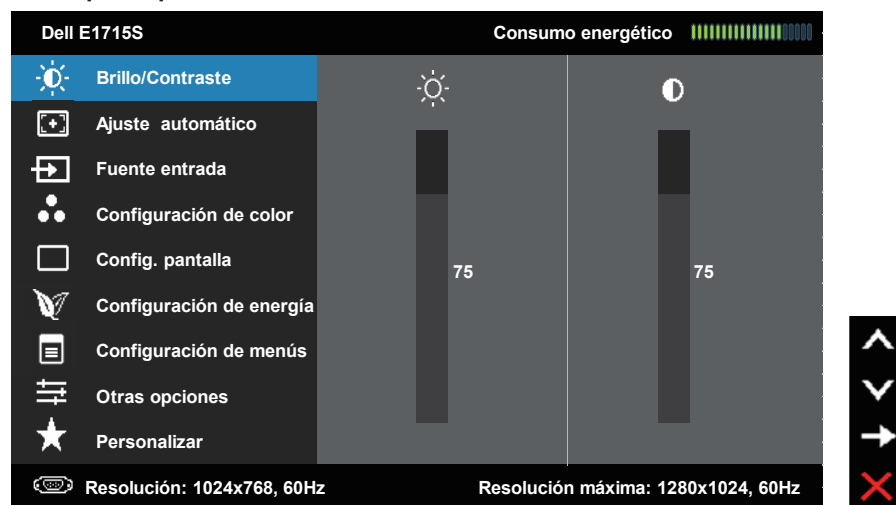 Dell E1715S
Consumo energético
Brillo/Contraste
Ajuste automático
Fuente entrada
Configuración de color
Config. pantalla
Configuración de energía
Configuración de menús
Otras opciones
Personalizar
75
75
Resolución: 1024x768, 60Hz
Resolución máxima: 1280x1024, 60Hz